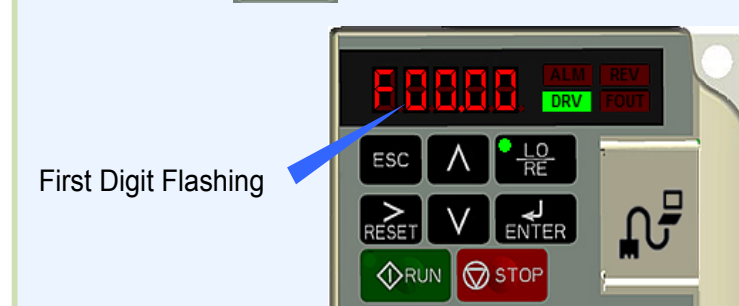 F00.00
ALM REV
DRV FOUT
ESC
LO
RE
First Digit Flashing
>
RESET
ENTER
RUN
STOP